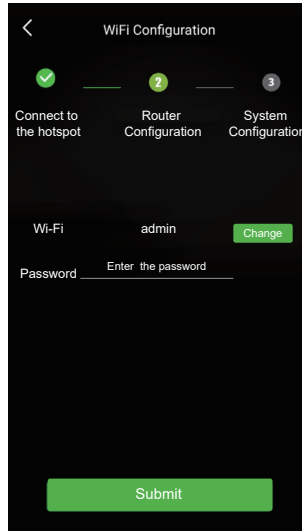 WiFi Configuration
2
3
Connect to
the hotspot
Router
Configuration
System
Configuration
Wi-Fi admin Change
Password Enter the password
Submit